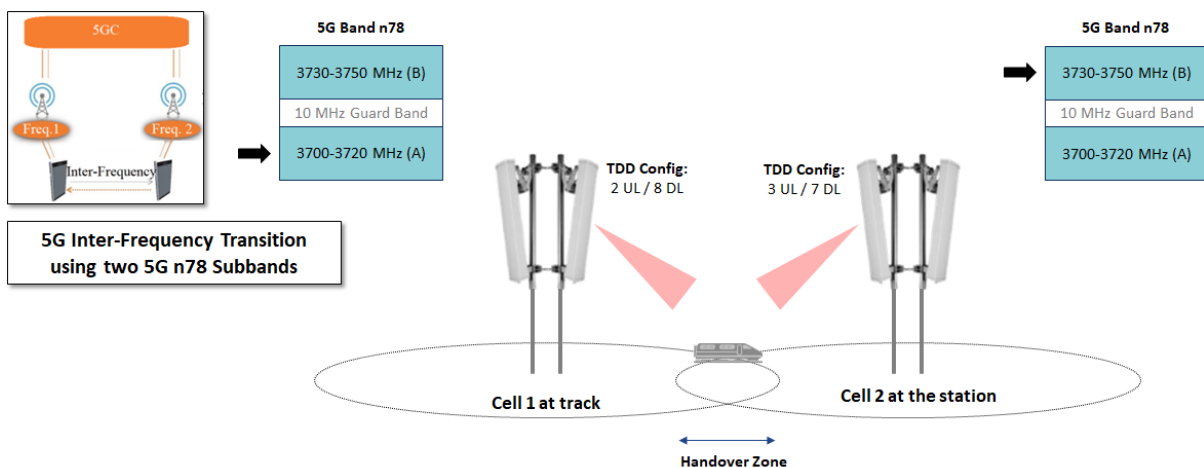 5GC
Freq.1
Freq. 2
Inter-Frequency
5G Inter-Frequency Transition
using two 5G n78 Subbands
5G Band n78
3730-3750 MHz (B)
10 MHz Guard Band
3700-3720 MHz (A)
TDD Config:
2 UL / 8 DL
TDD Config:
3 UL / 7 DL
5G Band n78
3730-3750 MHz (B)
10 MHz Guard Band
3700-3720 MHz (A)
Cell 1 at track
Cell 2 at the station
Handover Zone